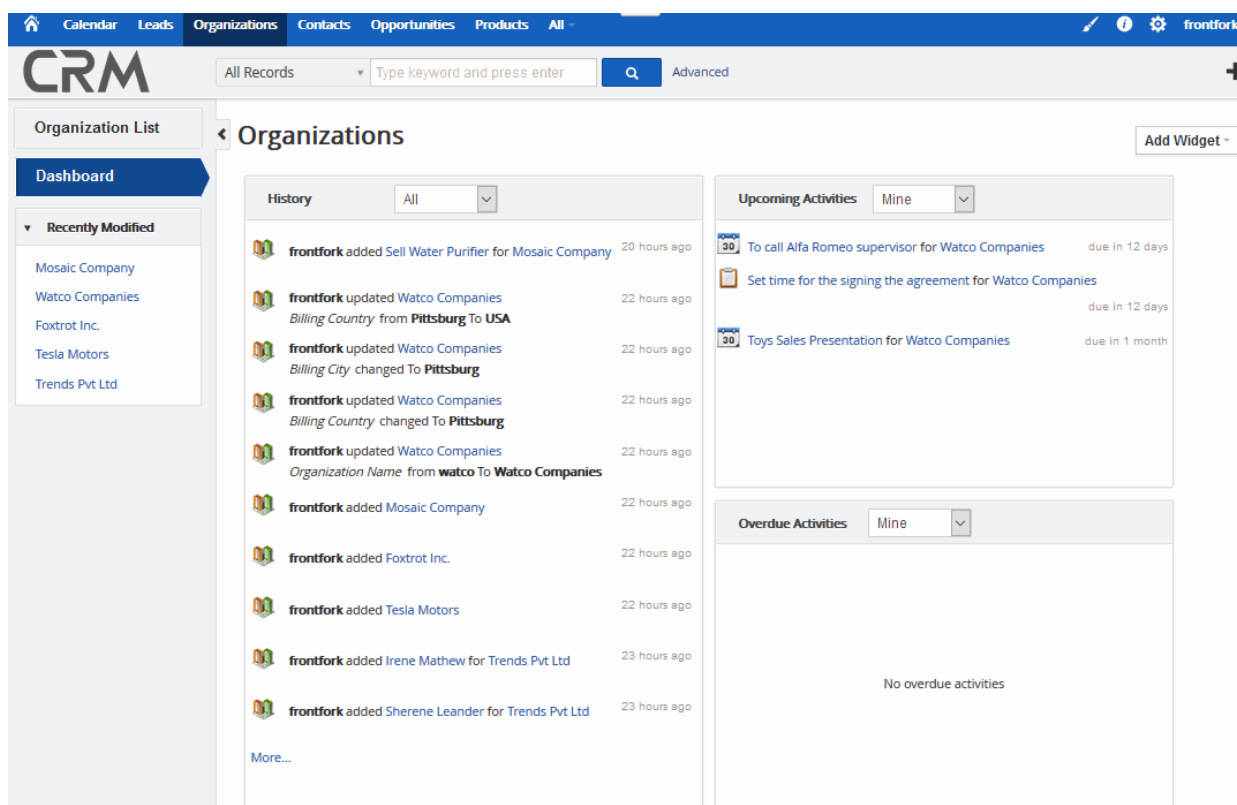 Calendar Leads Organizations Contacts Opportunities Products All frontfork
CRM All Records Type keyword and press enter Advanced
Organization List
Dashboard
Recently Modified
Mosaic Company
Watco Companies
Foxtrot Inc.
Tesla Motors
Trends Pvt Ltd
Organizations
Add Widget
History All
frontfork added Sell Water Purifier for Mosaic Company 20 hours ago
frontfork updated Watco Companies 22 hours ago
Billing Country from Pittsburg To USA
frontfork updated Watco Companies 22 hours ago
Billing City changed To Pittsburg
frontfork updated Watco Companies 22 hours ago
Billing Country changed To Pittsburg
frontfork updated Watco Companies 22 hours ago
Organization Name from watco To Watco Companies
frontfork added Mosaic Company 22 hours ago
frontfork added Foxtrot Inc. 22 hours ago
frontfork added Tesla Motors 22 hours ago
frontfork added Irene Mathew for Trends Pvt Ltd 23 hours ago
frontfork added Sherene Leander for Trends Pvt Ltd 23 hours ago
More...
Upcoming Activities Mine
30 To call Alfa Romeo supervisor for Watco Companies due in 12 days
Set time for the signing the agreement for Watco Companies
due in 12 days
30 Toys Sales Presentation for Watco Companies due in 1 month
Overdue Activities Mine
No overdue activities